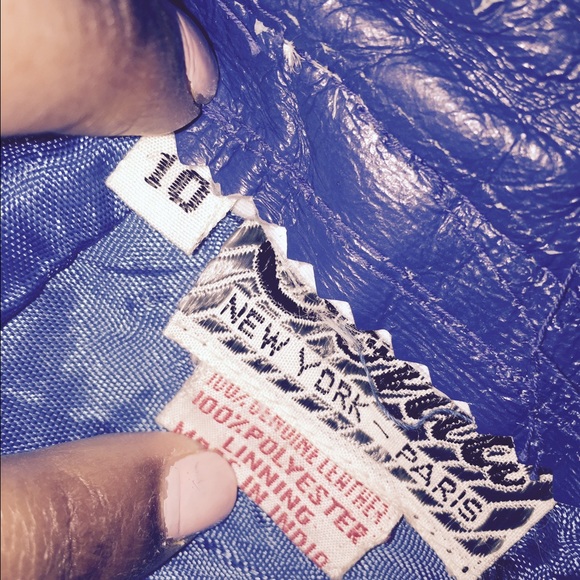 10
NEW YORK – PARIS
100% GENUINE LEATHER
100% POLYESTER
LINNING
MADE IN INDIA